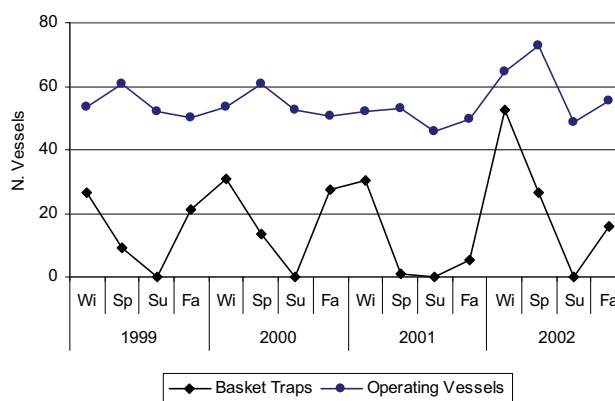 80
60
40
20
0
N. Vessels
Wi Sp Su Fa Wi Sp Su Fa Wi Sp Su Fa Wi Sp Su Fa
1999 2000 2001 2002
Basket Traps Operating Vessels